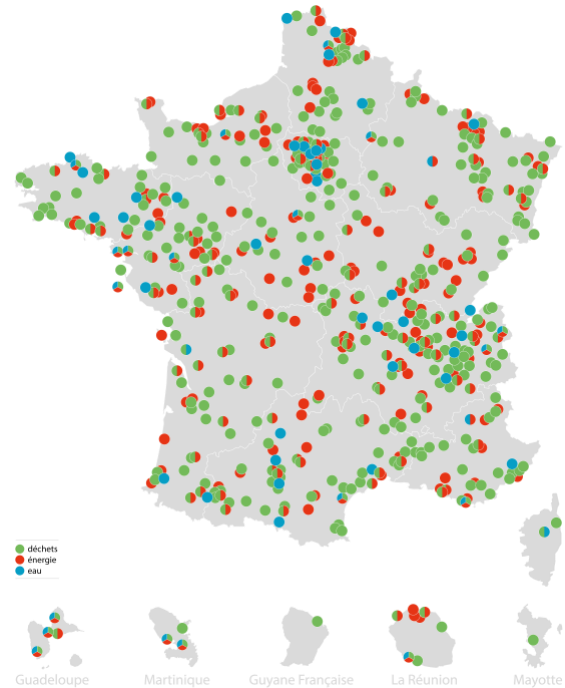 déchets
énergie
eau
Guadeloupe Martinique Guyane Française La Réunion Mayotte